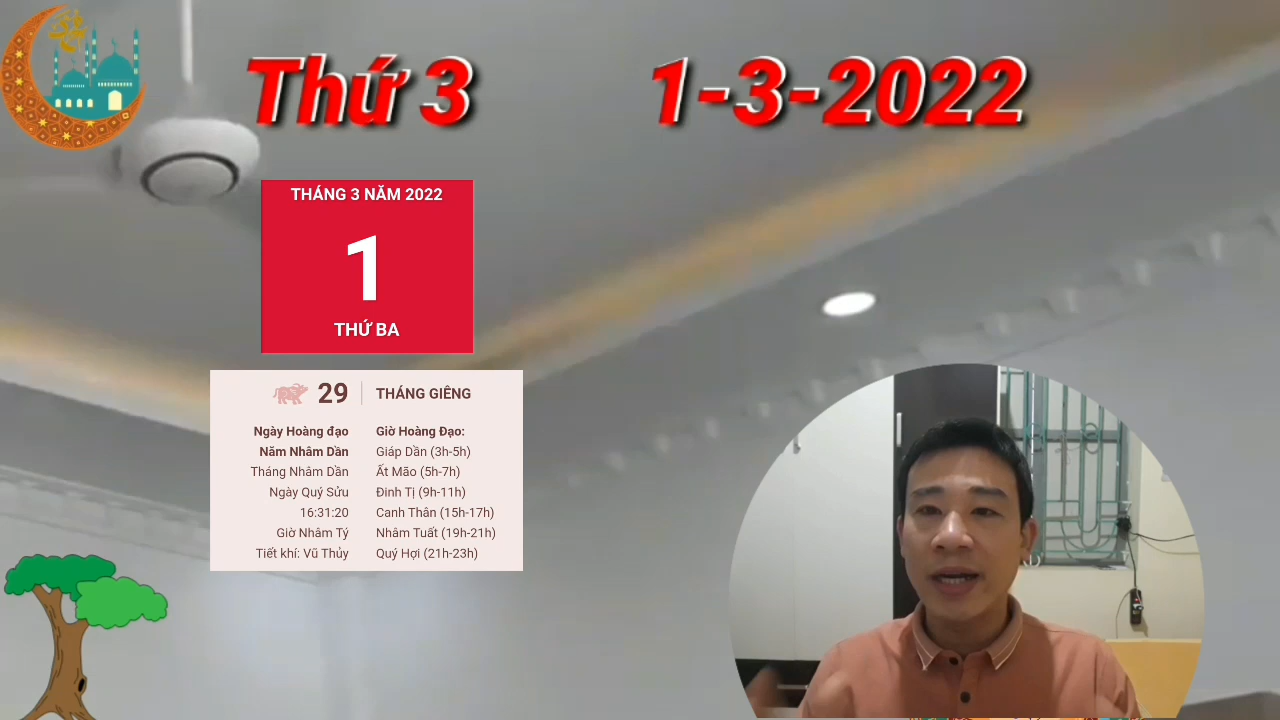 Thứ 3 1-3-2022
THÁNG 3 NĂM 2022
1
THỨ BA
29 THÁNG GIÊNG
Ngày Hoàng đạo
Năm Nhâm Dần
Tháng Nhâm Dần
Ngày Quý Sửu
16:31:20
Giờ Nhâm Tý
Tiết khí: Vũ Thủy
Giờ Hoàng Đạo:
Giáp Dần (3h-5h)
Ất Mão (5h-7h)
Đinh Tị (9h-11h)
Canh Thân (15h-17h)
Nhâm Tuất (19h-21h)
Quý Hợi (21h-23h)